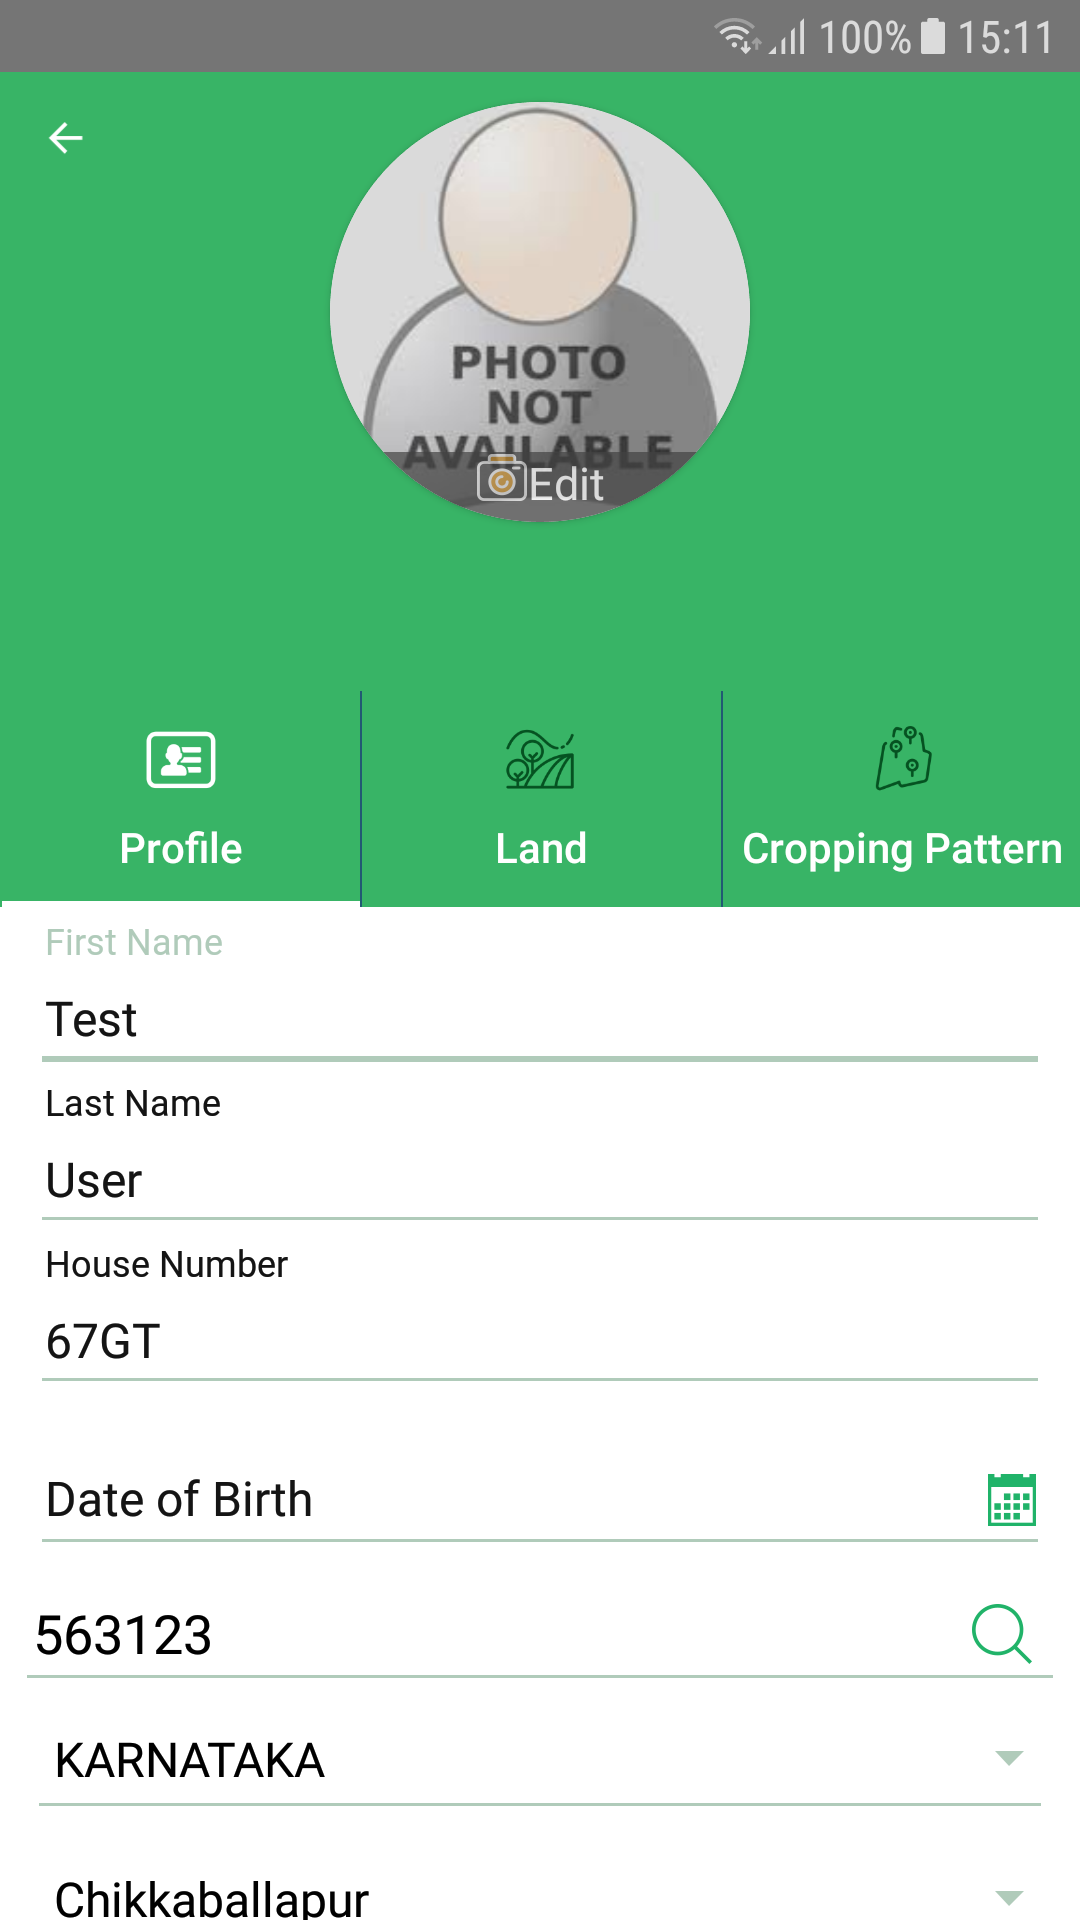 100% 15:11
PHOTO
NOT
AVAILABLE
Edit
Profile Land Cropping Pattern
First Name
Test
Last Name
User
House Number
67GT
Date of Birth
563123
KARNATAKA
Chikkaballapur